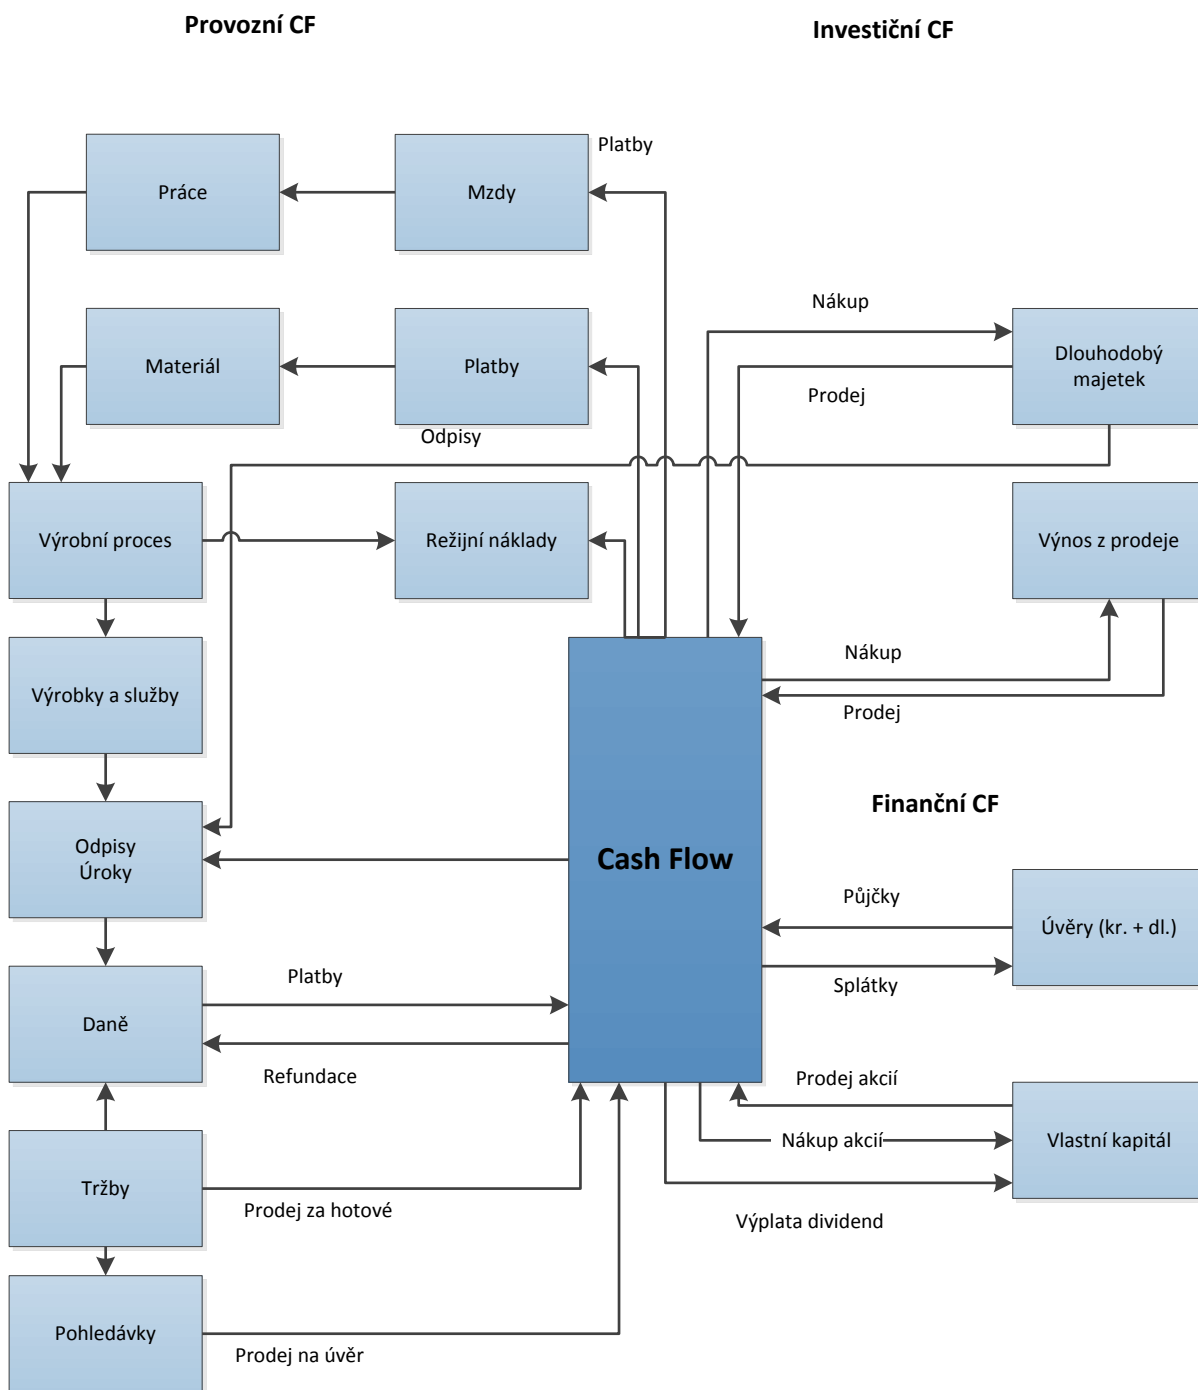 Provozní CF
Investiční CF
Platby
Práce
Mzdy
Nákup
Materiál
Platby
Dlouhodobý
majetek
Prodej
Odpisy
Výrobní proces
Režijní náklady
Výnos z prodeje
Nákup
Výrobky a služby
Prodej
Finanční CF
Odpisy
Úroky
Cash Flow
Půjčky
Úvěry (kr. + dl.)
Platby
Splátky
Daně
Refundace
Prodej akcií
Nákup akcií
Vlastní kapitál
Tržby
Prodej za hotové
Výplata dividend
Pohledávky
Prodej na úvěr